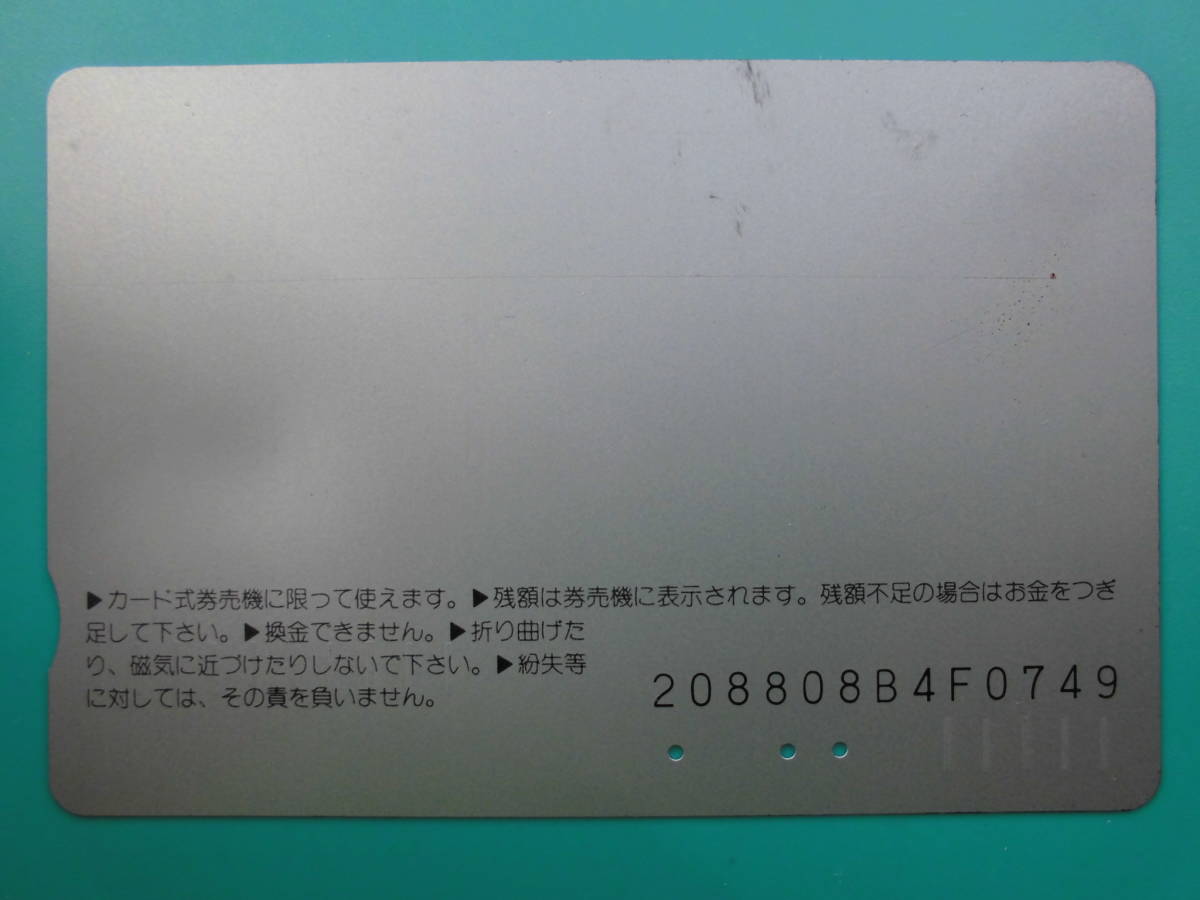 ▶カード式券売機に限って使えます。▶残額は券売機に表示されます。残額不足の場合はお金をつぎ
足して下さい。▶換金できません。▶折り曲げた
り、磁気に近づけたりしないで下さい。▶紛失等
に対しては、その責を負いません。
208808B4F0749